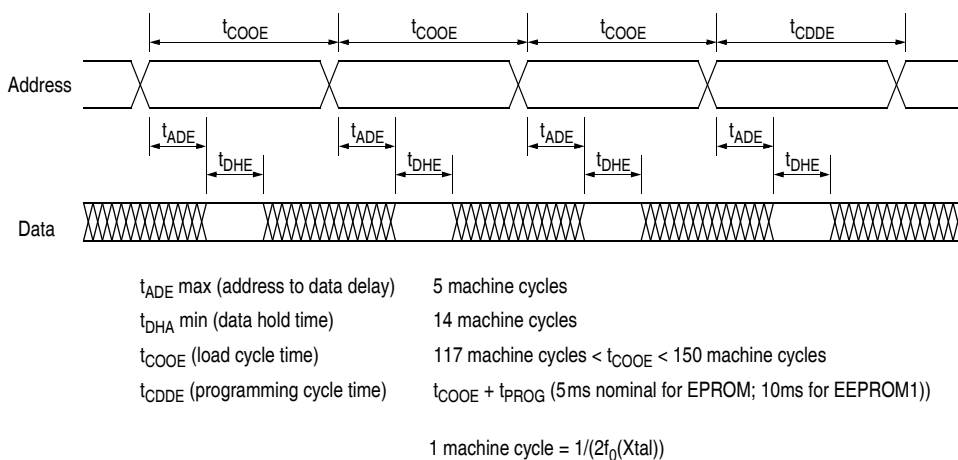 tCOOE tCOOE tCOOE tCDDE
Address
tADE tADE tADE tADE
tDHE tDHE tDHE tDHE
Data
tADE max (address to data delay) 5 machine cycles
tDHA min (data hold time) 14 machine cycles
tCOOE (load cycle time) 117 machine cycles < tCOOE < 150 machine cycles
tCDDE (programming cycle time) tCOOE + tPROG (5ms nominal for EPROM; 10ms for EEPROM1))
1 machine cycle = 1/(2f0(Xtal))